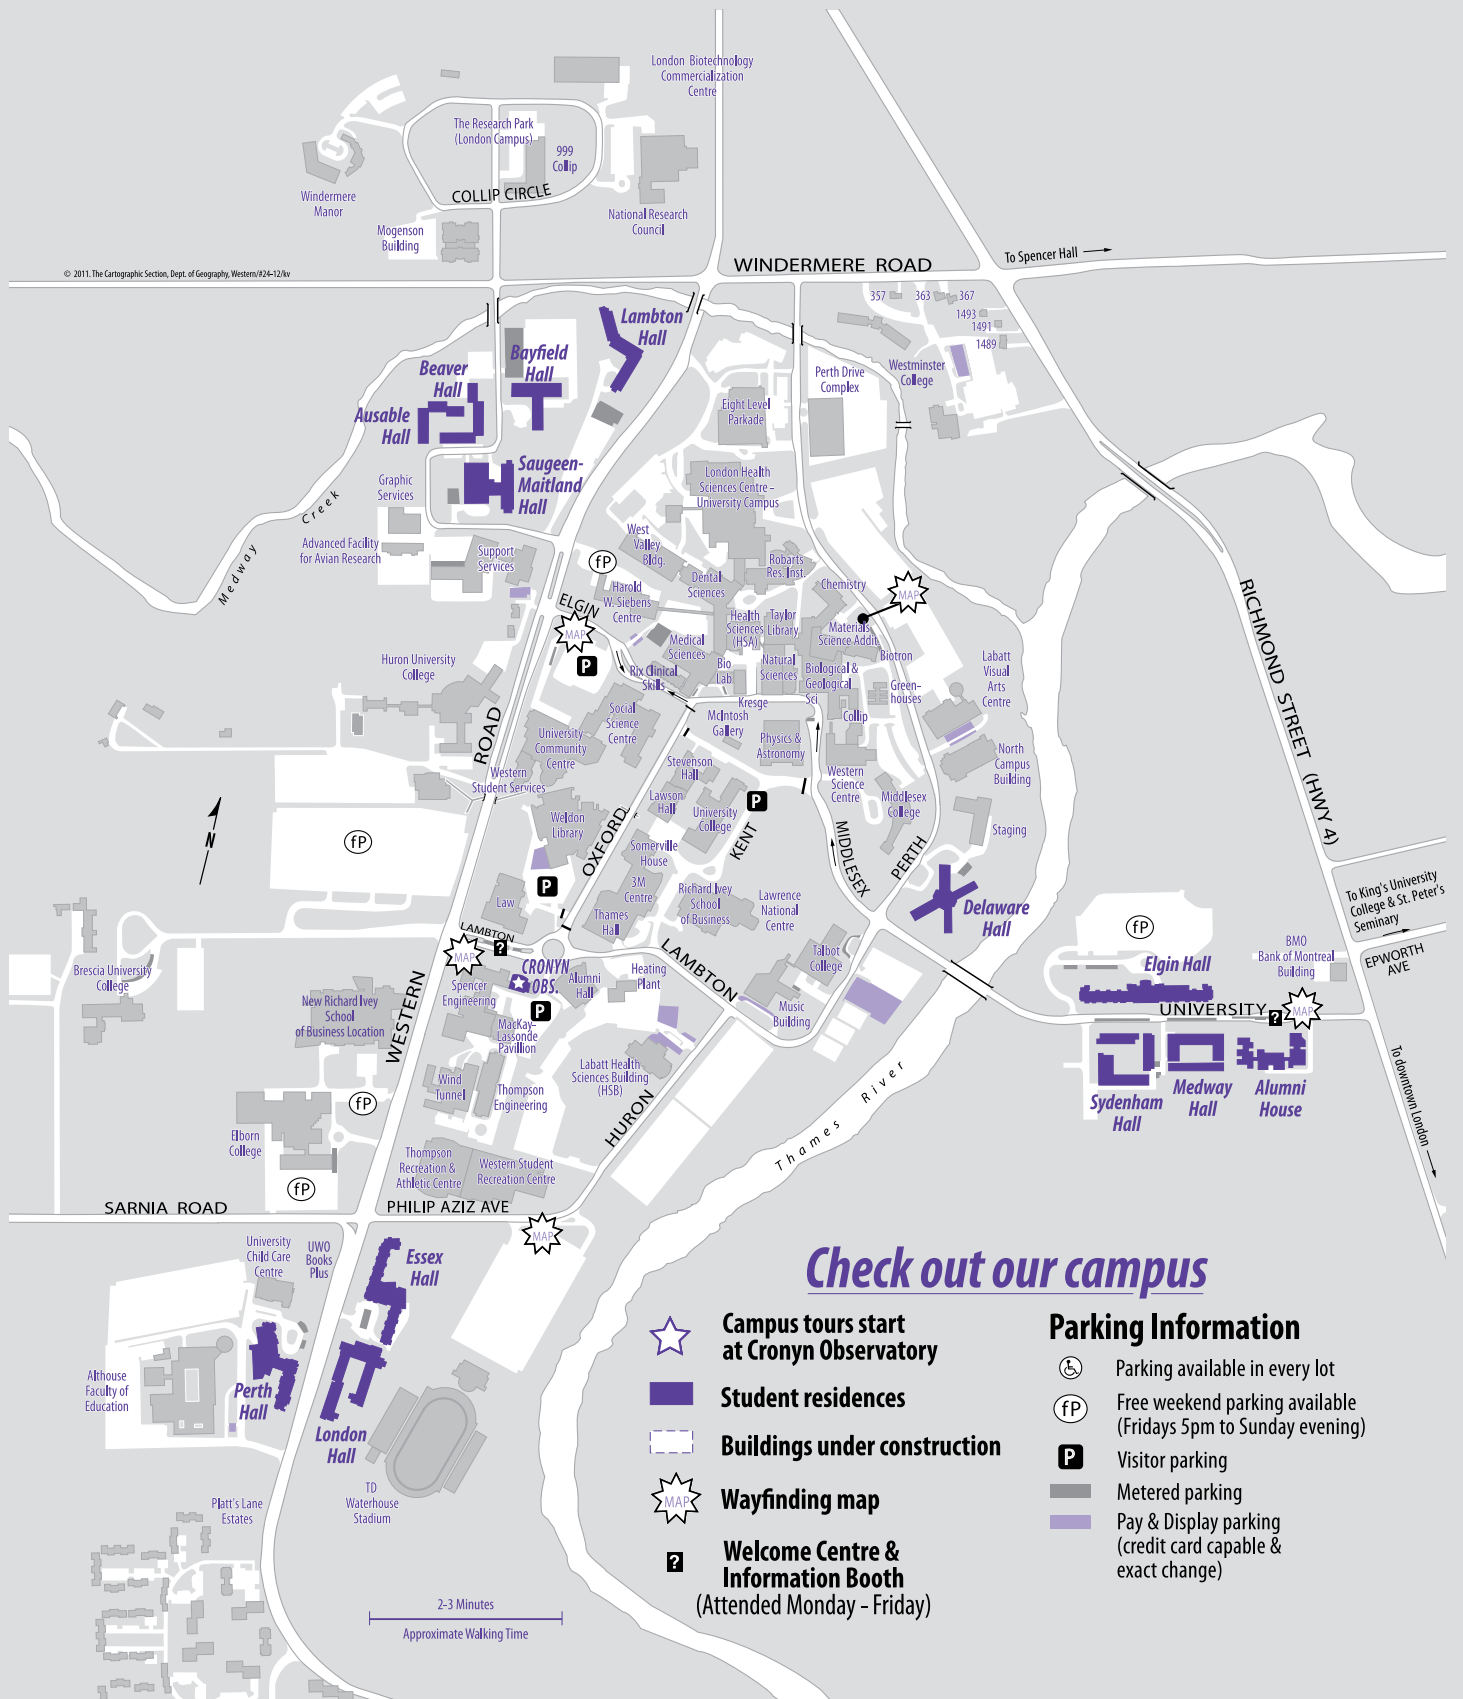 London Biotechnology
Commercialization
Centre
The Research Park
(London Campus)
999
Collip
COLLIP CIRCLE
Windermere
Manor
National Research
Council
Mogenson
Building
© 2011. The Cartographic Section, Dept. of Geography, Western/#24-12/kv
WINDERMERE ROAD
To Spencer Hall
357
363
367
1493
1491
1489
Lambton
Hall
Bayfield
Hall
Beaver
Hall
Ausable
Hall
Perth Drive
Complex
Westminster
College
Eight Level
Parkade
Saugeen-
Maitland
Hall
London Health
Sciences Centre –
University Campus
Graphic
Services
Medway Creek
West
Valley
Bldg.
Advanced Facility
for Avian Research
Support
Services
fP
Robarts
Res. Inst.
Dental
Sciences
Chemistry
MAP
Harold
W. Siebens
Centre
ELGIN
MAP
Health
Sciences
(HSA)
Taylor
Library
Materials
Science Addit.
RICHMOND STREET (HWY 4)
Medical
Sciences
P
Huron University
College
Rix Clinical
Skills
Bio
Lab
Natural
Sciences
Biological &
Geological
Sci
Biotron
Labatt
Visual
Arts
Centre
Green-
houses
Kresge
Collip
McIntosh
Gallery
Social
Science
Centre
University
Community
Centre
Physics &
Astronomy
ROAD
North
Campus
Building
Stevenson
Hall
Western
Student Services
Western
Science
Centre
Lawson
Hall
P
Middlesex
College
University
College
Weldon
Library
N
fP
OXFORD
KENT
MIDDLESEX
PERTH
Staging
Somerville
House
P
3M
Centre
Richard Ivey
School
of Business
Lawrence
National
Centre
Delaware
Hall
To King's University
College & St. Peter's
Seminary
Law
Thames
Hall
LAMBTON
?
MAP
LAMBTON
fP
EPWORTH
AVE
BMO
Bank of Montreal
Building
Talbot
College
Elgin Hall
Brescia University
College
CRONYN
OBS.
Alumni
Hall
Heating
Plant
Spencer
Engineering
P
New Richard Ivey
School
of Business Location
WESTERN
Music
Building
UNIVERSITY
?
MAP
MacKay-
Lassonde
Pavillion
Labatt Health
Sciences Building
(HSB)
Wind
Tunnel
Thompson
Engineering
HURON
Thames River
Sydenham
Hall
Medway
Hall
Alumni
House
To downtown London
fP
Elborn
College
Thompson
Recreation &
Athletic Centre
Western Student
Recreation Centre
fP
SARNIA ROAD
PHILIP AZIZ AVE
MAP
University
Child Care
Centre
UWO
Books
Plus
Essex
Hall
Althouse
Faculty of
Education
Perth
Hall
London
Hall
TD
Waterhouse
Stadium
Platt's Lane
Estates
2-3 Minutes
Approximate Walking Time
Check out our campus
Campus tours start
at Cronyn Observatory
Student residences
Buildings under construction
MAP
Wayfinding map
?
Welcome Centre &
Information Booth
(Attended Monday - Friday)
Parking Information
Parking available in every lot
fP
Free weekend parking available
(Fridays 5pm to Sunday evening)
P
Visitor parking
Metered parking
Pay & Display parking
(credit card capable &
exact change)